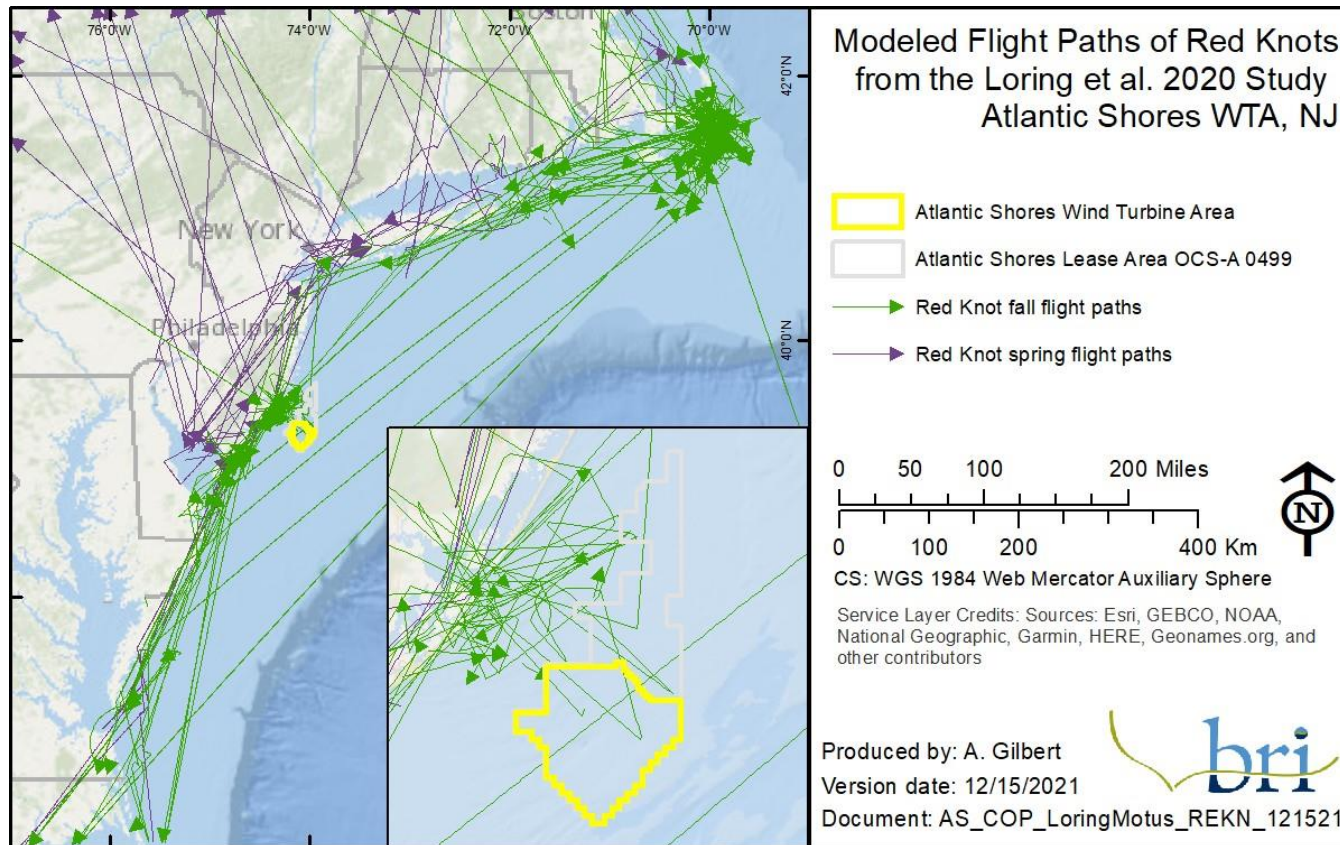 76°0'W
74°0'W
72°0'W
70°0'W
Boston
42°0'N
New York
40°0'N
Philadelphia
Modeled Flight Paths of Red Knots
from the Loring et al. 2020 Study
Atlantic Shores WTA, NJ
Atlantic Shores Wind Turbine Area
Atlantic Shores Lease Area OCS-A 0499
Red Knot fall flight paths
Red Knot spring flight paths
0 50 100 200 Miles
0 100 200 400 Km
N
CS: WGS 1984 Web Mercator Auxiliary Sphere
Service Layer Credits: Sources: Esri, GEBCO, NOAA,
National Geographic, Garmin, HERE, Geonames.org, and
other contributors
Produced by: A. Gilbert
Version date: 12/15/2021
Document: AS_COP_LoringMotus_REKN_121521
bri